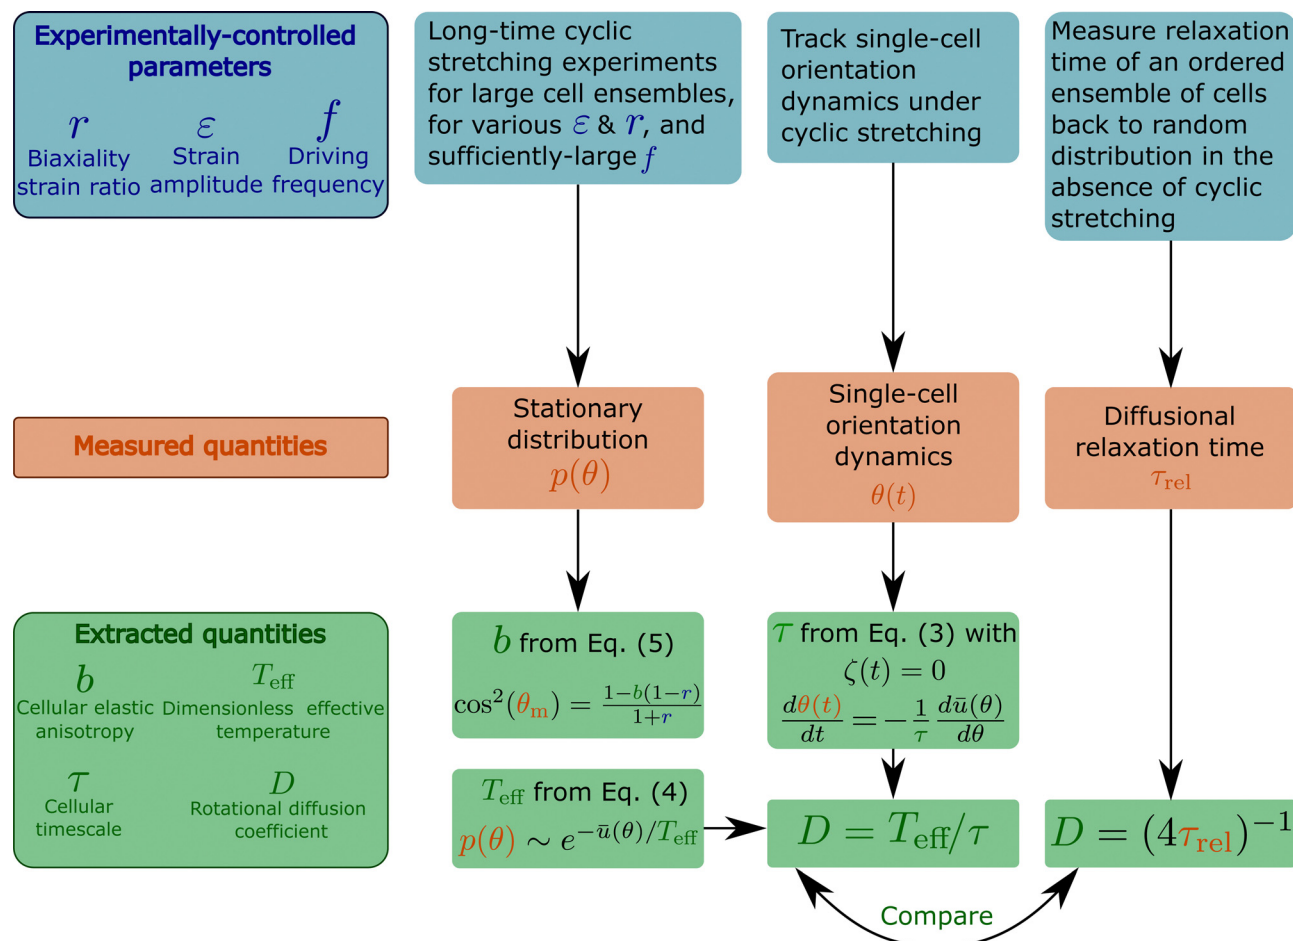 Experimentally-controlled
parameters
r
Biaxiality
strain ratio
ε
Strain
amplitude
f
Driving
frequency
Long-time cyclic
stretching experiments
for large cell ensembles,
for various ε & r, and
sufficiently-large f
Track single-cell
orientation
dynamics under
cyclic stretching
Measure relaxation
time of an ordered
ensemble of cells
back to random
distribution in the
absence of cyclic
stretching
Measured quantities
Stationary
distribution
p(θ)
Single-cell
orientation
dynamics
θ(t)
Diffusional
relaxation time
τ_rel
Extracted quantities
b
Cellular elastic
anisotropy
T_eff
Dimensionless effective
temperature
τ
Cellular
timescale
D
Rotational diffusion
coefficient
b from Eq. (5)
cos²(θ_m) = (1−b(1−r))/(1+r)
T_eff from Eq. (4)
p(θ) ∼ e^{−ū(θ)/T_eff}
τ from Eq. (3) with
ζ(t) = 0
dθ(t)/dt = −(1/τ) dū(θ)/dθ
D = T_eff/τ
D = (4τ_rel)⁻¹
Compare